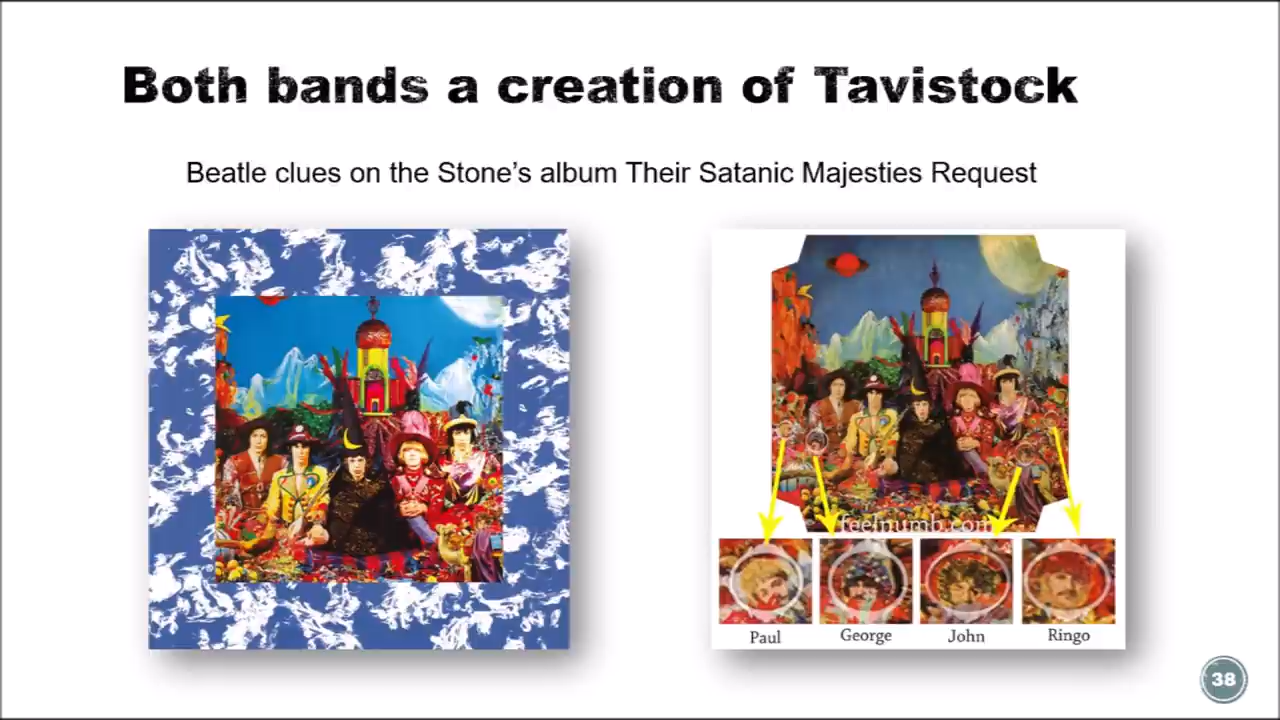 Both bands a creation of Tavistock
Beatle clues on the Stone’s album Their Satanic Majesties Request
feelnumb.com
Paul George John Ringo
38